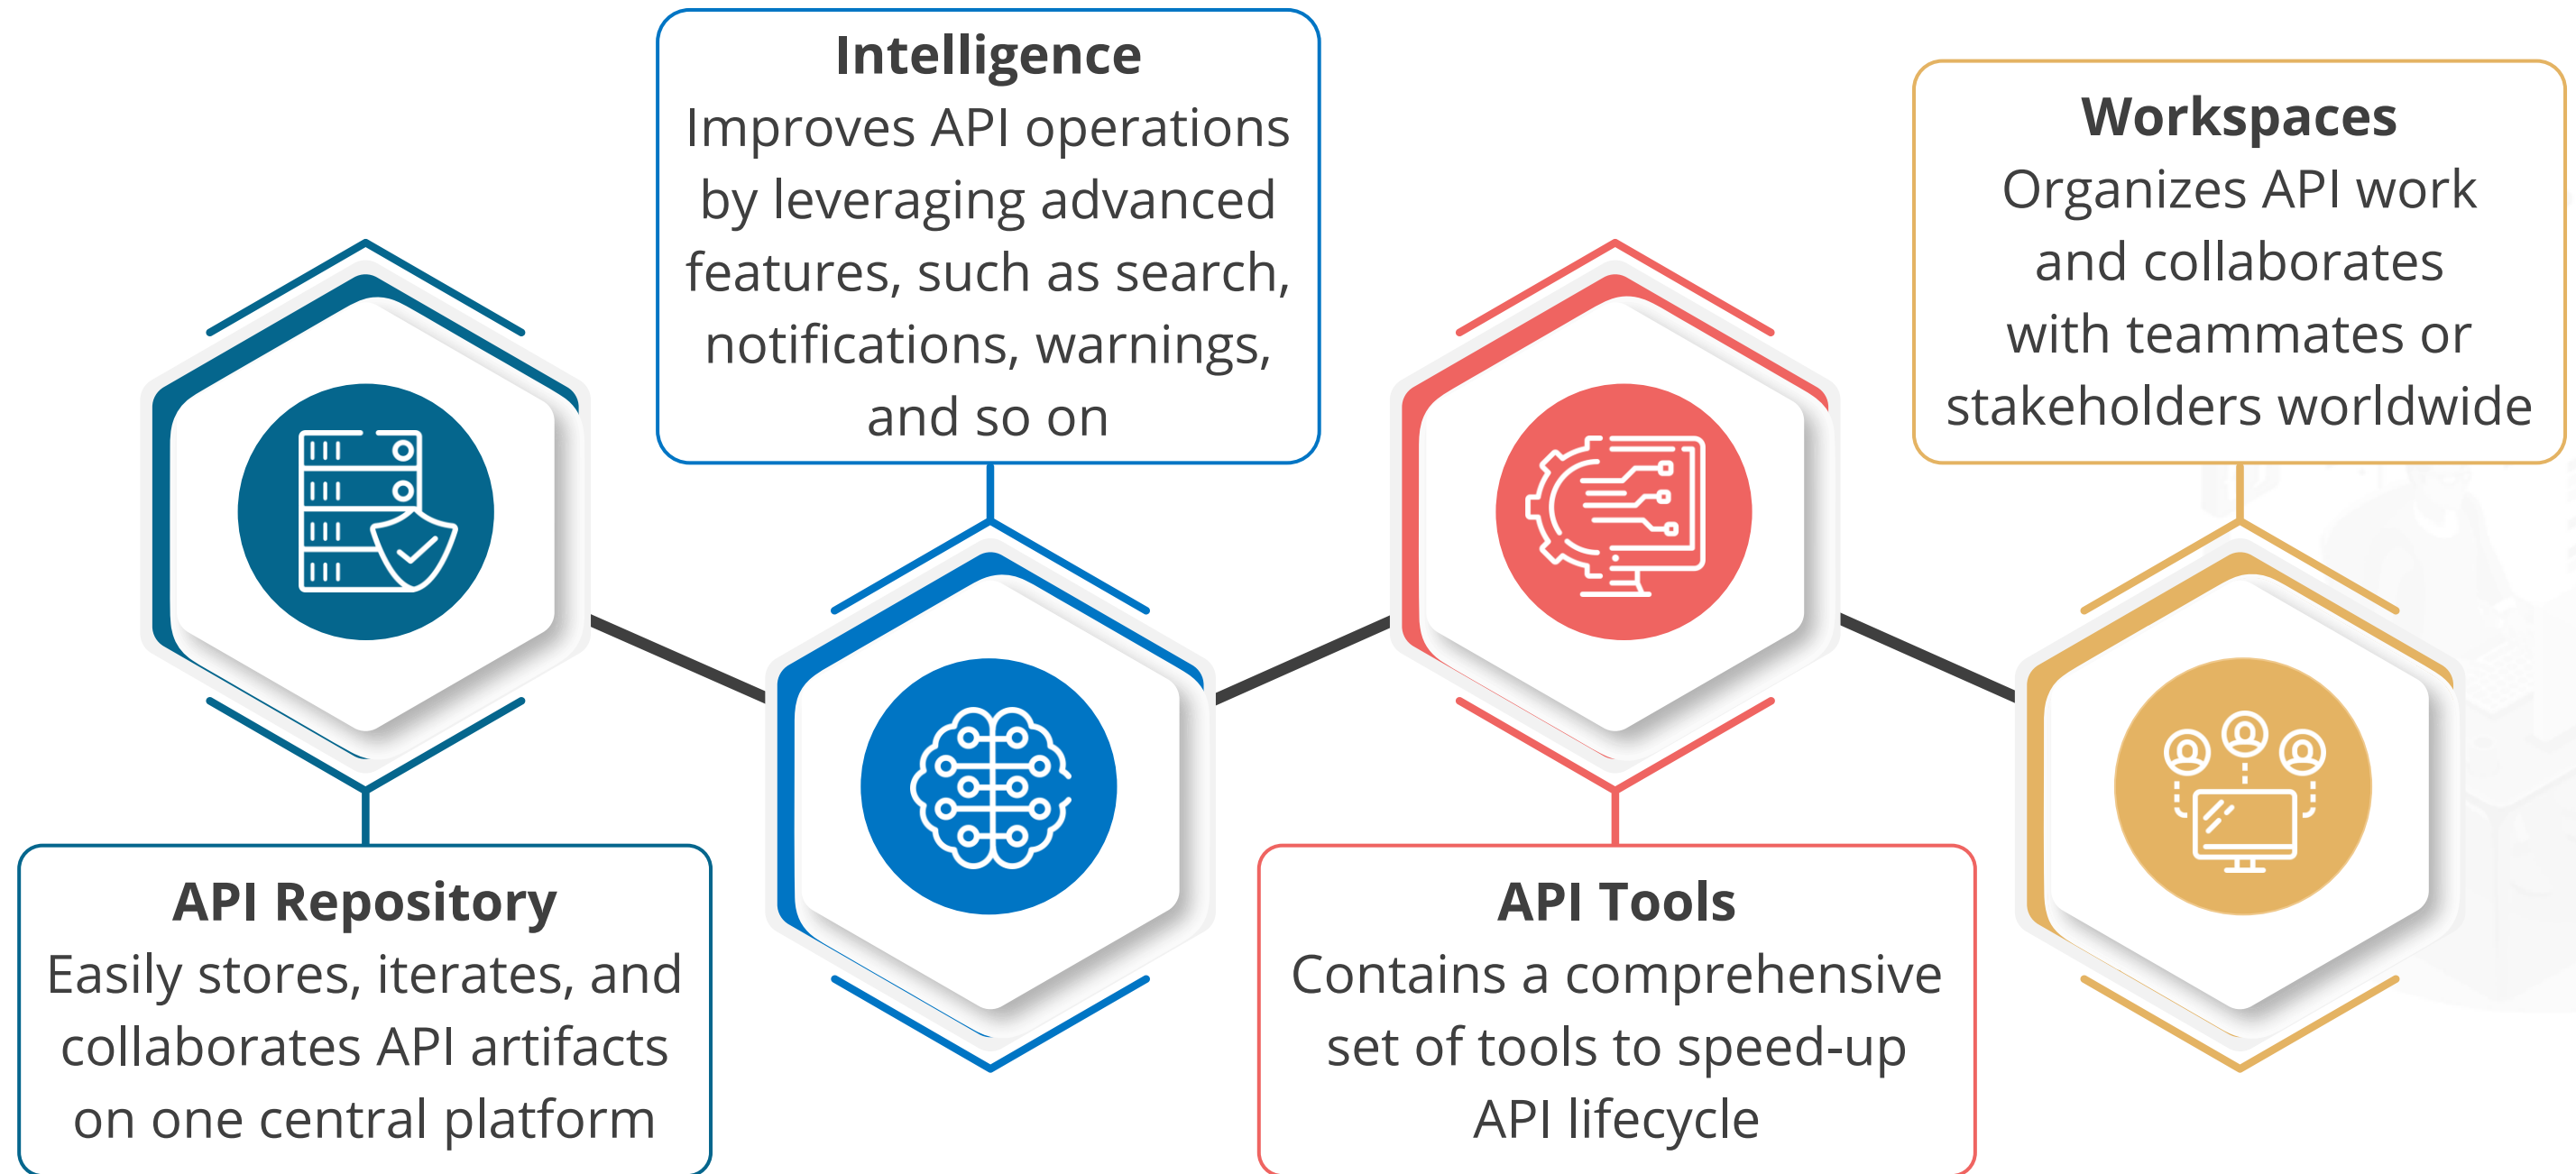 Intelligence
Improves API operations
by leveraging advanced
features, such as search,
notifications, warnings,
and so on
Workspaces
Organizes API work
and collaborates
with teammates or
stakeholders worldwide
API Repository
Easily stores, iterates, and
collaborates API artifacts
on one central platform
API Tools
Contains a comprehensive
set of tools to speed-up
API lifecycle